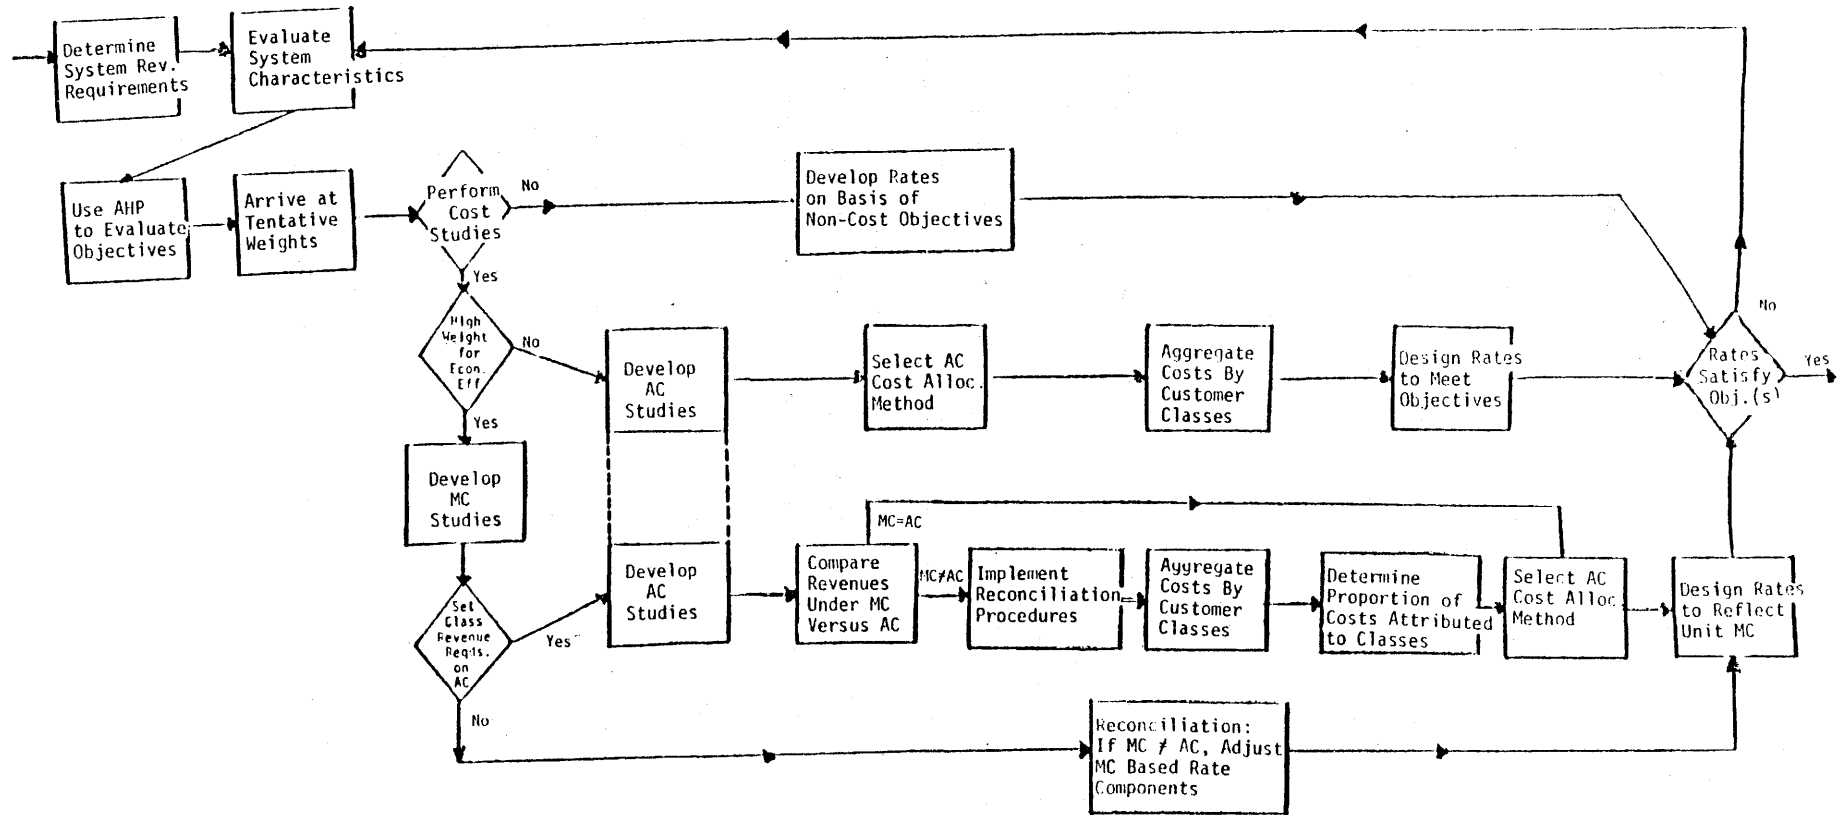 Determine
System Rev.
Requirements
Evaluate
System
Characteristics
Use AHP
to Evaluate
Objectives
Arrive at
Tentative
Weights
Perform
Cost
Studies
No
Yes
Develop Rates
on Basis of
Non-Cost Objectives
High
Weight
for
Econ.
Eff
No
Yes
Develop
AC
Studies
Select AC
Cost Alloc.
Method
Aggregate
Costs By
Customer
Classes
Design Rates
to Meet
Objectives
Rates
Satisfy
Obj.(s)
No
Yes
Develop
MC
Studies
Set
Class
Revenue
Reqts.
on
AC
Yes
No
Develop
AC
Studies
Compare
Revenues
Under MC
Versus AC
MC=AC
MC≠AC
Implement
Reconciliation
Procedures
Aggregate
Costs By
Customer
Classes
Determine
Proportion of
Costs Attributed
to Classes
Select AC
Cost Alloc
Method
Design Rates
to Reflect
Unit MC
Reconciliation:
If MC ≠ AC, Adjust
MC Based Rate
Components